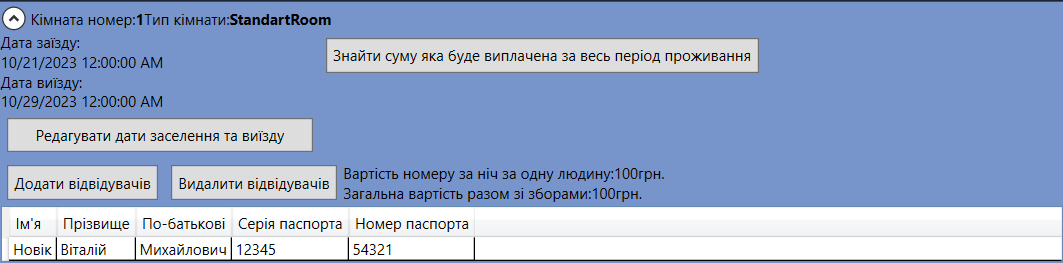 Кімната номер:1Тип кімнати:StandartRoom
Дата заїзду:
10/21/2023 12:00:00 AM
Знайти суму яка буде виплачена за весь період проживання
Дата виїзду:
10/29/2023 12:00:00 AM
Редагувати дати заселення та виїзду
Додати відвідувачів Видалити відвідувачів
Вартість номеру за ніч за одну людину:100грн.
Загальна вартість разом зі зборами:100грн.
Ім'я Прізвище По-батькові Серія паспорта Номер паспорта
Новік Віталій Михайлович 12345 54321